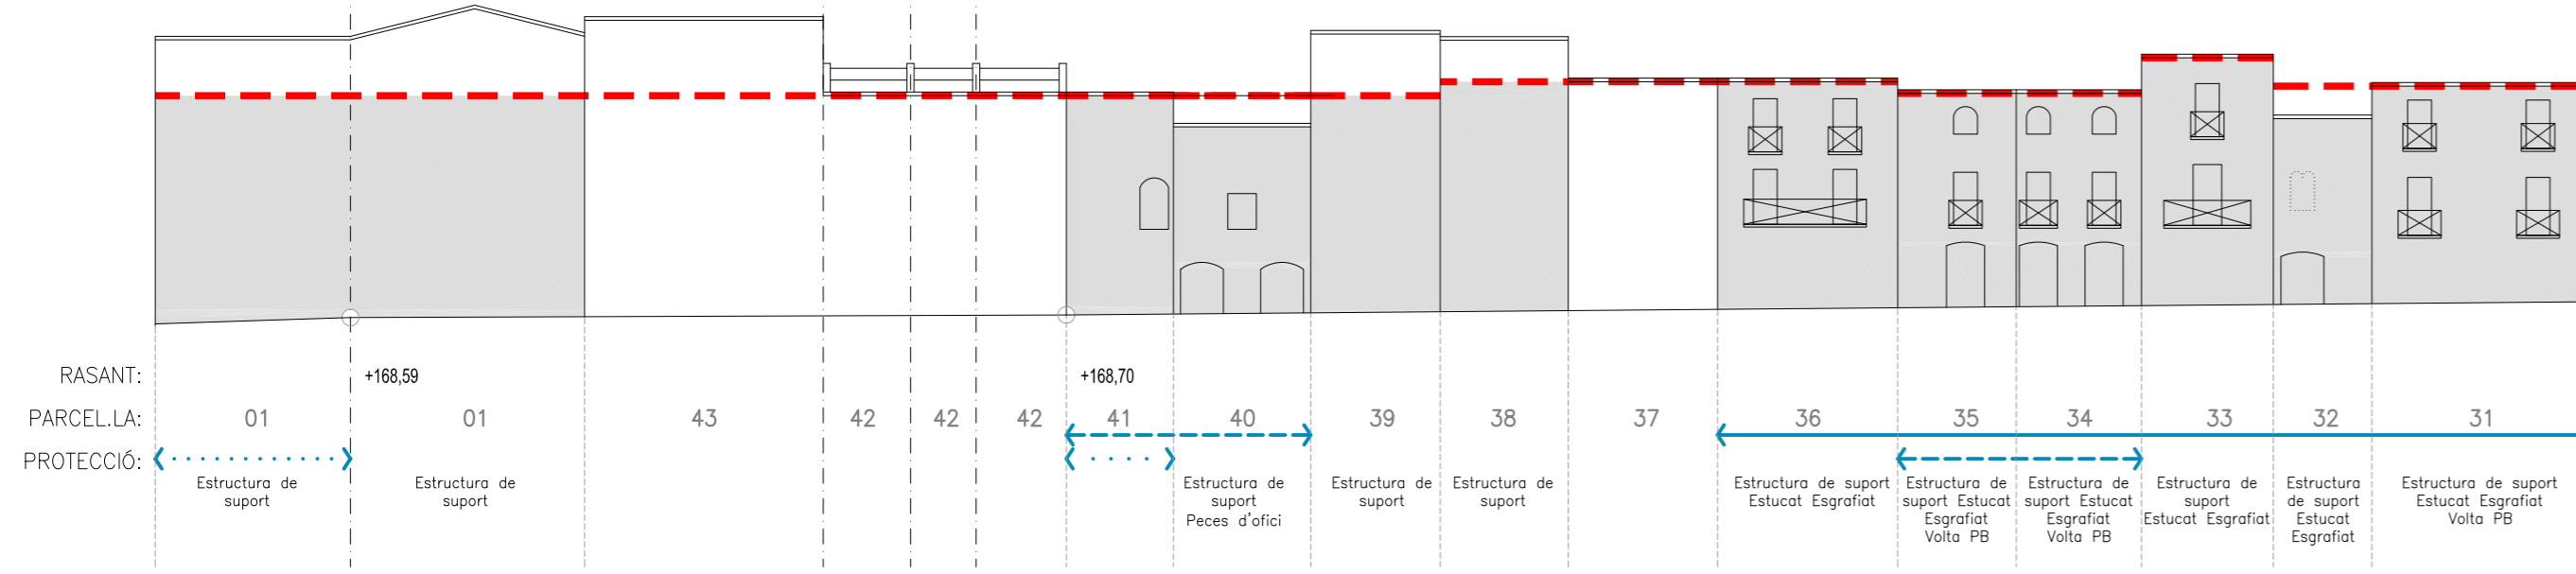 RASANT:
+168,59
+168,70
PARCEL.LA:
01
01
43
42
42
42
41
40
39
38
37
36
35
34
33
32
31
PROTECCIÓ:
Estructura de
suport
Estructura de
suport
Estructura de
suport
Peces d'ofici
Estructura de
suport
Estructura de
suport
Estructura de suport
Estucat Esgrafiat
Estructura de
suport Estucat
Esgrafiat
Volta PB
Estructura de
suport Estucat
Esgrafiat
Volta PB
Estructura de
suport
Estucat Esgrafiat
Estructura
de suport
Estucat
Esgrafiat
Estructura de suport
Estucat Esgrafiat
Volta PB